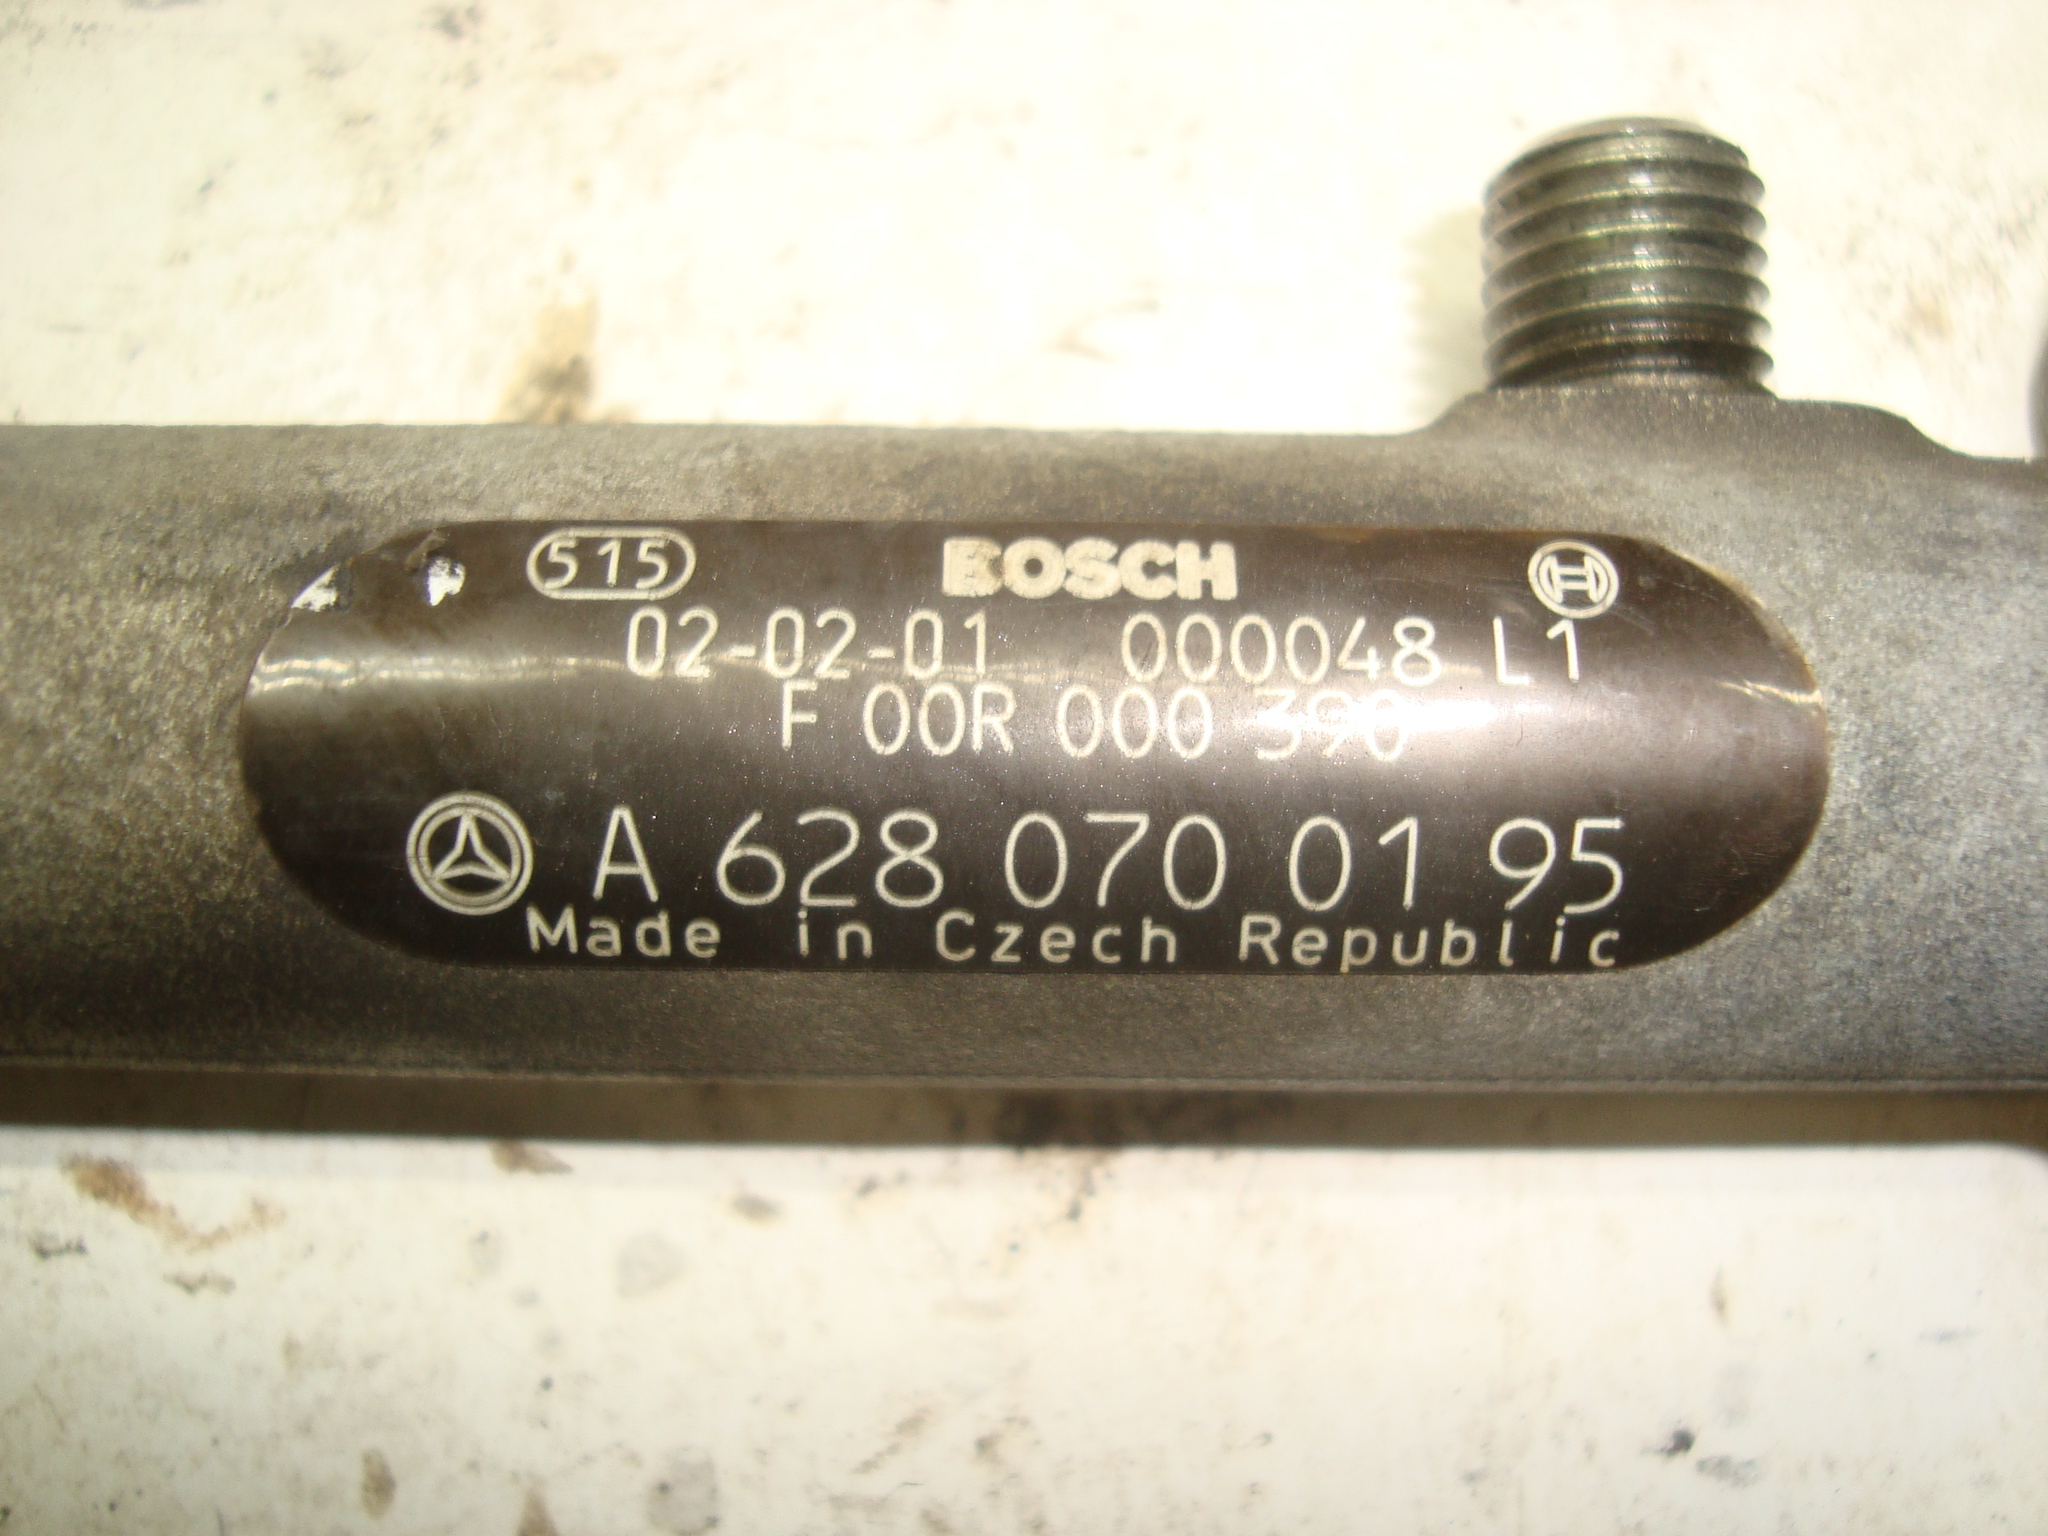 515 BOSCH
02-02-01 000048 L1
F 00R 000 390
A 628 070 01 95
Made in Czech Republic